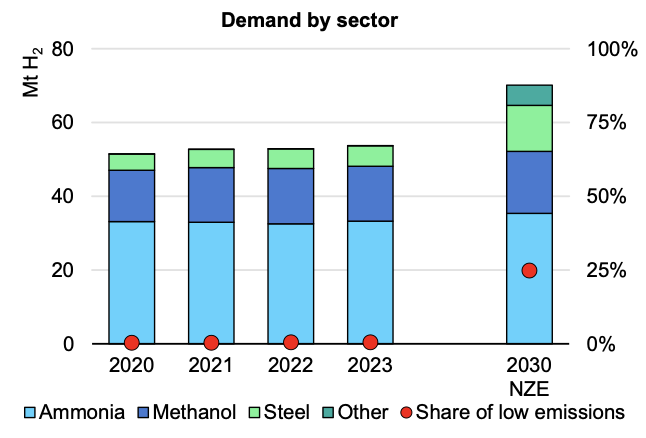 Demand by sector
Mt H₂
80
60
40
20
0
100%
75%
50%
25%
0%
2020 2021 2022 2023 2030
NZE
Ammonia Methanol Steel Other Share of low emissions